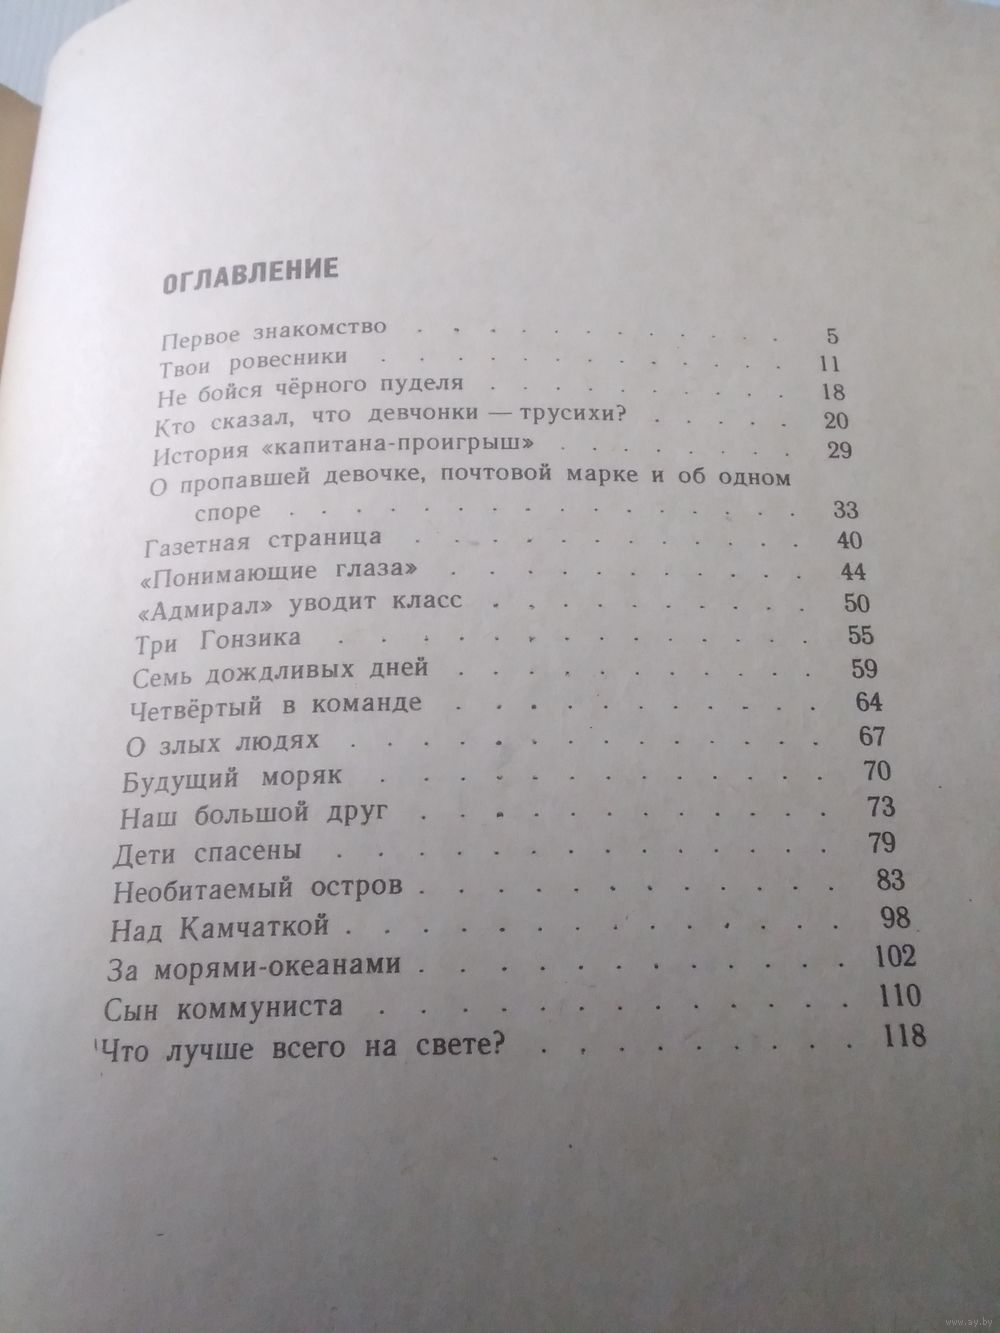 ОГЛАВЛЕНИЕ
Первое знакомство . . . . . . . . . . . 5
Твои ровесники . . . . . . . . . . . . 11
Не бойся чёрного пуделя . . . . . . . . . 18
Кто сказал, что девчонки — трусихи? . . . . . 20
История «капитана-проигрыш» . . . . . . . 29
О пропавшей девочке, почтовой марке и об одном
споре . . . . . . . . . . . . . . 33
Газетная страница . . . . . . . . . . . 40
«Понимающие глаза» . . . . . . . . . . 44
«Адмирал» уводит класс . . . . . . . . . 50
Три Гонзика . . . . . . . . . . . . 55
Семь дождливых дней . . . . . . . . . . 59
Четвёртый в команде . . . . . . . . . . 64
О злых людях . . . . . . . . . . . . 67
Будущий моряк . . . . . . . . . . . . 70
Наш большой друг . . . . . . . . . . . 73
Дети спасены . . . . . . . . . . . . . 79
Необитаемый остров . . . . . . . . . . . 83
Над Камчаткой . . . . . . . . . . . . 98
За морями-океанами . . . . . . . . . . . 102
Сын коммуниста . . . . . . . . . . . . 110
Что лучше всего на свете? . . . . . . . . . 118
www.ay.by